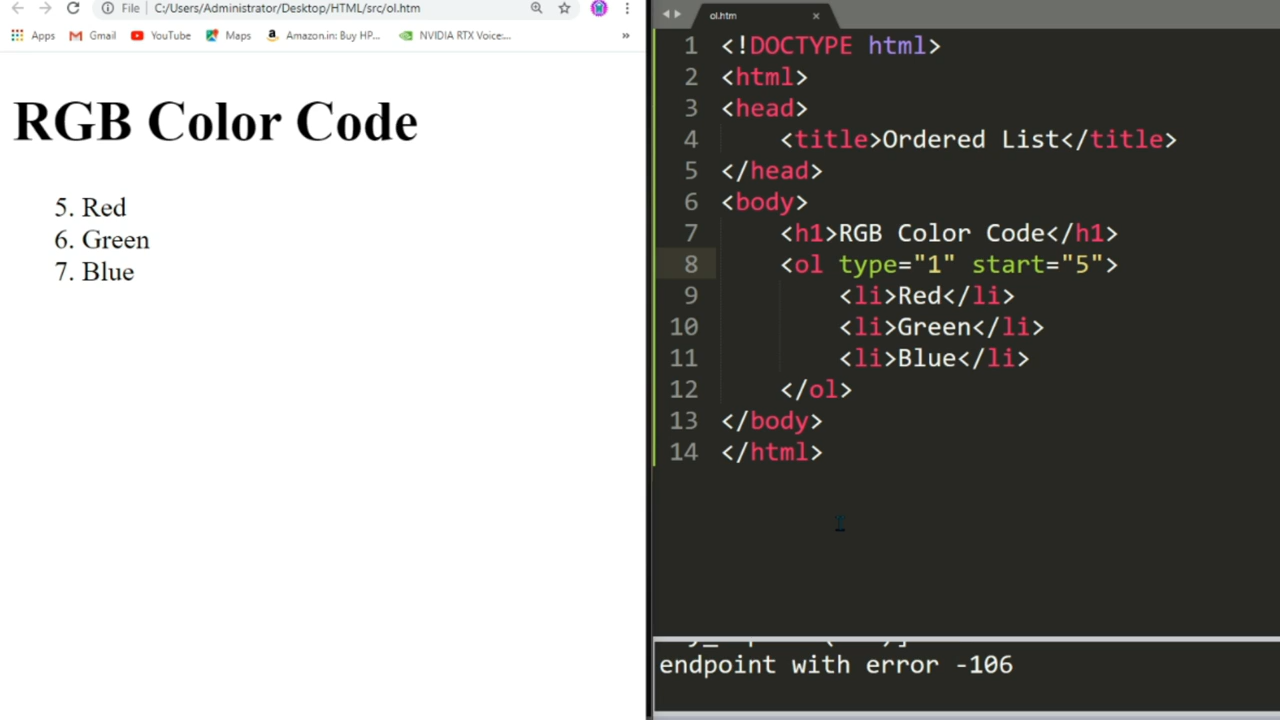 File C:/Users/Administrator/Desktop/HTML/src/ol.htm
Apps Gmail YouTube Maps Amazon.in: Buy HP... NVIDIA RTX Voice:... »
RGB Color Code
5. Red
6. Green
7. Blue
ol.htm ×
1 <!DOCTYPE html>
2 <html>
3 <head>
4 <title>Ordered List</title>
5 </head>
6 <body>
7 <h1>RGB Color Code</h1>
8 <ol type="1" start="5">
9 <li>Red</li>
10 <li>Green</li>
11 <li>Blue</li>
12 </ol>
13 </body>
14 </html>
endpoint with error -106